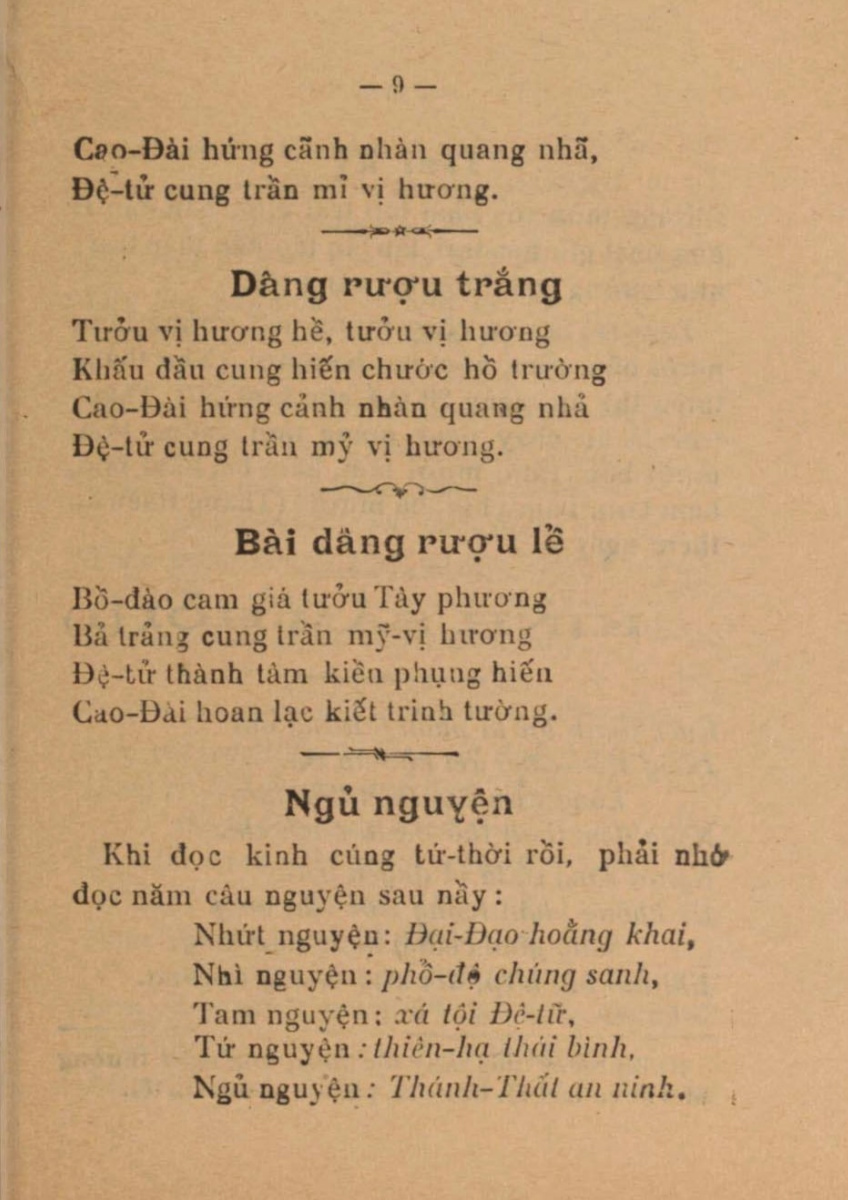 — 9 —
Cao-Đài hứng cãnh nhàn quang nhã,
Đệ-tử cung trần mỉ vị hương.
Dâng rượu trắng
Tưởu vị hương hề, tưởu vị hương
Khấu đầu cung hiến chước hồ trường
Cao-Đài hứng cảnh nhàn quang nhả
Đệ-tử cung trần mỷ vị hương.
Bài dâng rượu lể
Bồ-đào cam giá tưởu Tây phương
Bả trảng cung trần mỹ-vị hương
Đệ-tử thành tâm kiền phụng hiến
Cao-Đài hoan lạc kiết trinh tường.
Ngủ nguyện
Khi đọc kinh cúng tứ-thời rồi, phải nhớ
đọc năm câu nguyện sau nầy :
Nhứt nguyện: Đại-Đạo hoằng khai,
Nhì nguyện : phổ-độ chúng sanh,
Tam nguyện: xá tội Đệ-tữ,
Tứ nguyện : thiên-hạ thái bình,
Ngủ nguyện : Thánh-Thất an ninh.